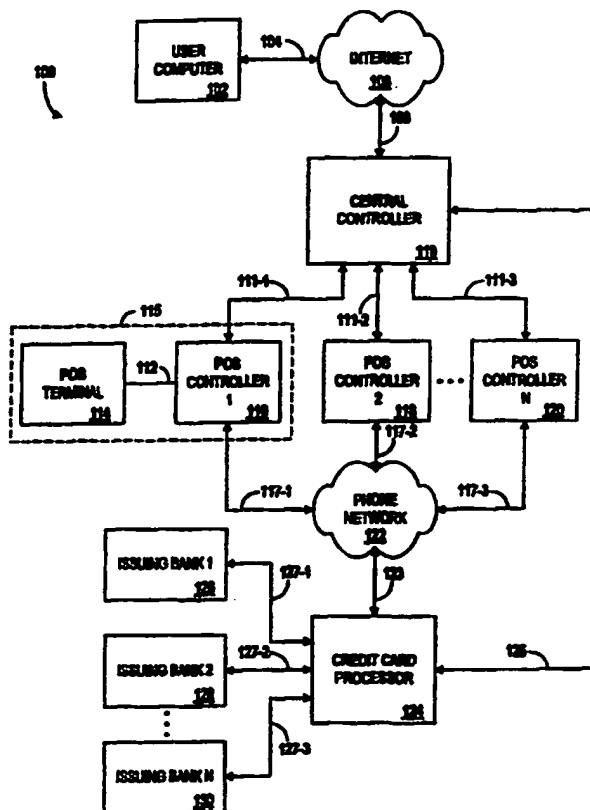 104
USER
COMPUTER
102
INTERNET
100
CENTRAL
CONTROLLER
111-1
111-2
111-3
115
POS
TERMINAL
114
112
POS
CONTROLLER
1
116
POS
CONTROLLER
2
118
POS
CONTROLLER
N
120
117-1
117-2
117-3
PHONE
NETWORK
122
123
ISSUING BANK 1
126
127-1
ISSUING BANK 2
128
127-2
CREDIT CARD
PROCESSOR
124
125
127-3
ISSUING BANK N
130